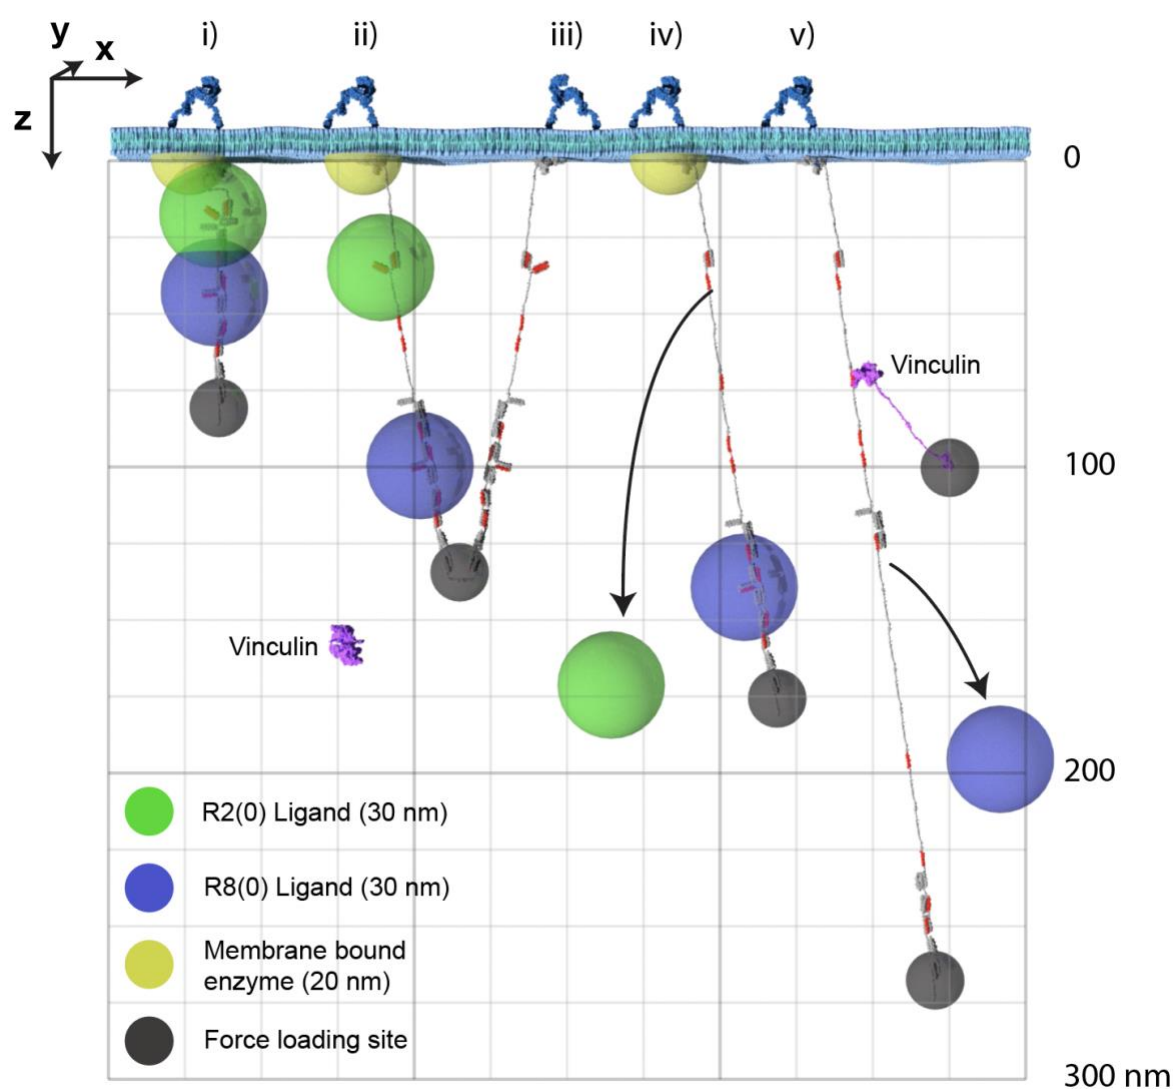 i) ii) iii) iv) v)
y
x
z
0
Vinculin
100
Vinculin
200
R2(0) Ligand (30 nm)
R8(0) Ligand (30 nm)
Membrane bound
enzyme (20 nm)
Force loading site
300 nm